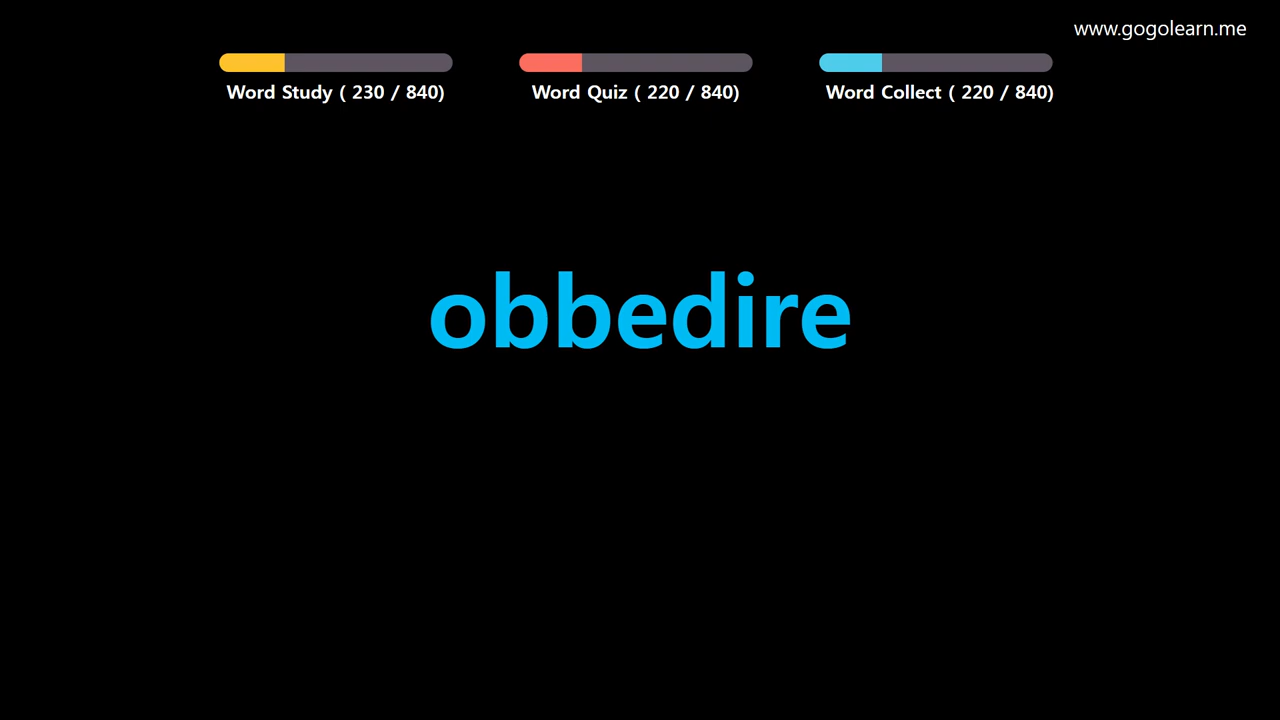 www.gogolearn.me
Word Study ( 230 / 840)
Word Quiz ( 220 / 840)
Word Collect ( 220 / 840)
obbedire